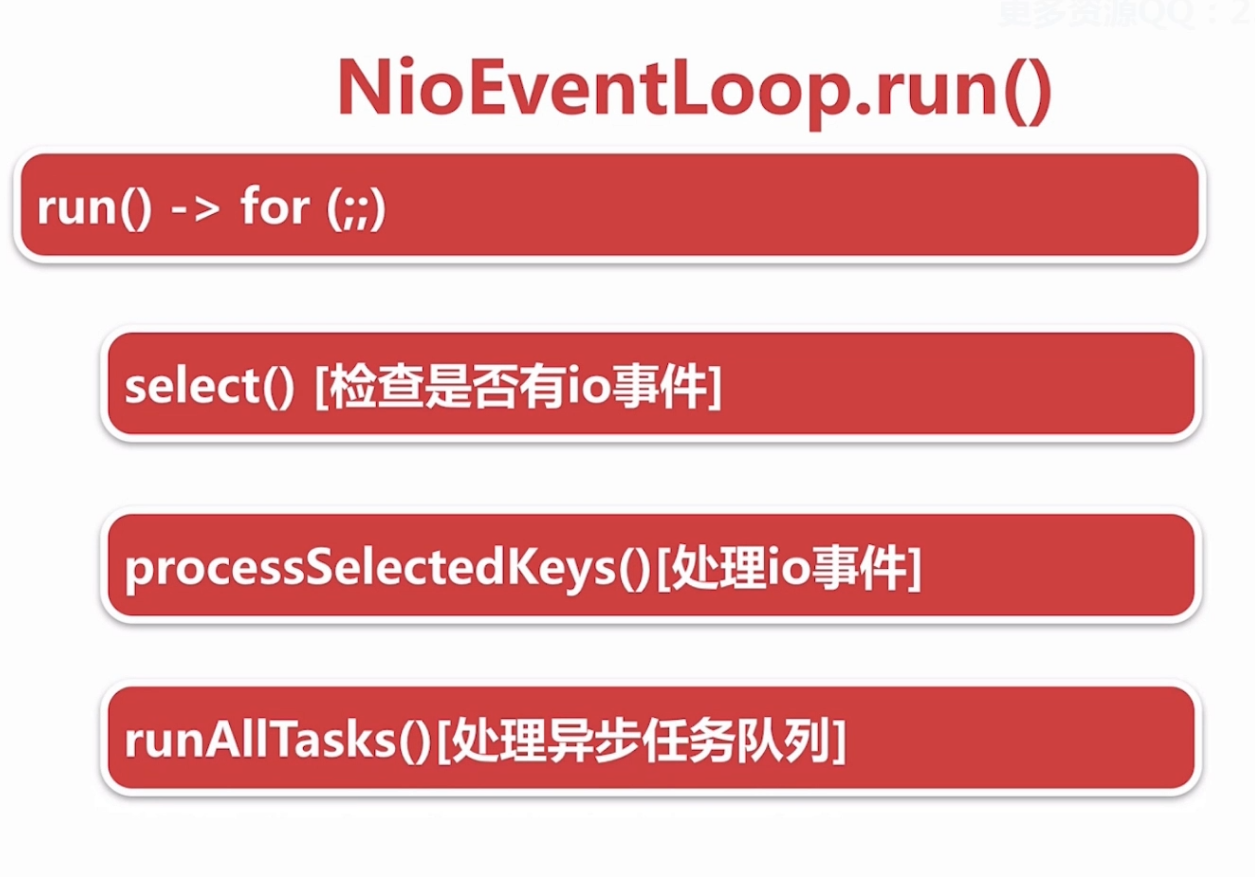 更多资源QQ：2
NioEventLoop.run()
run() -> for (;;)
select() [检查是否有io事件]
processSelectedKeys()[处理io事件]
runAllTasks()[处理异步任务队列]